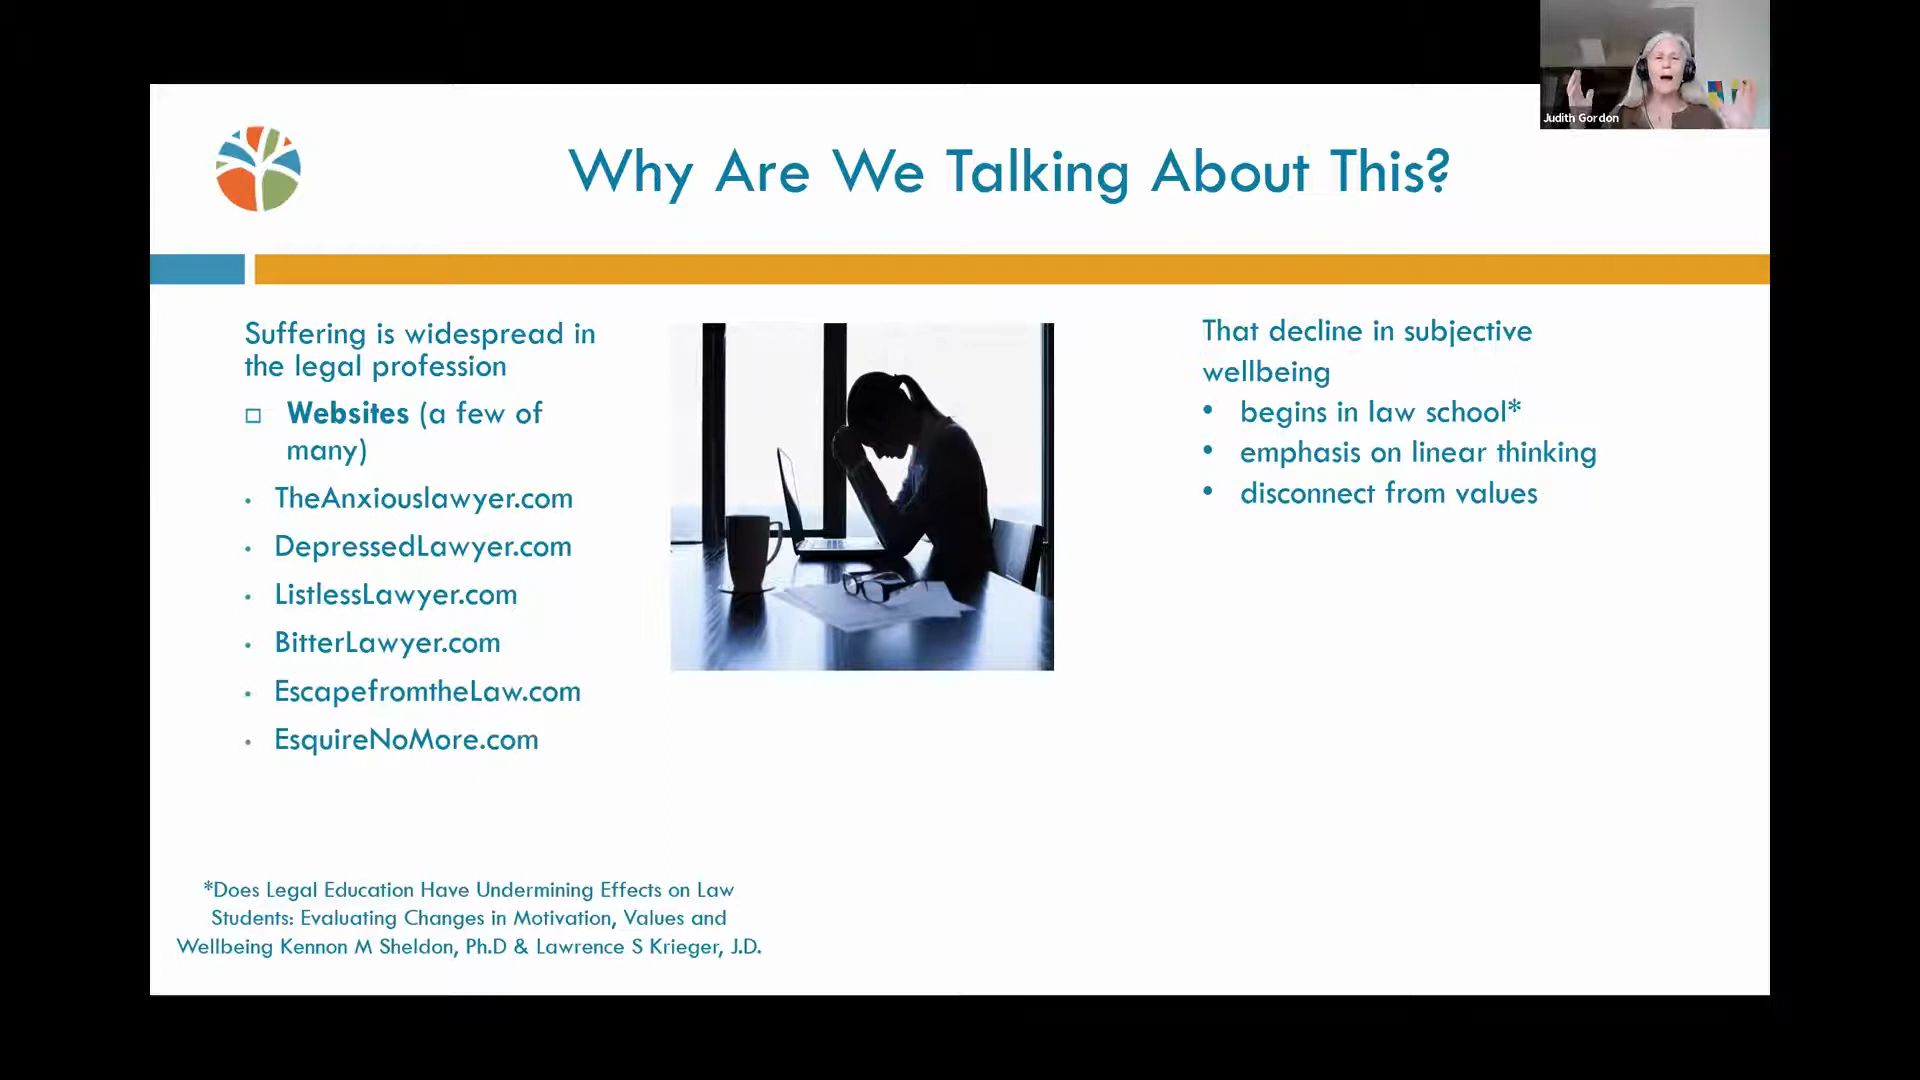 Judith Gordon
Why Are We Talking About This?
Suffering is widespread in
the legal profession
Websites (a few of
many)
TheAnxiouslawyer.com
DepressedLawyer.com
ListlessLawyer.com
BitterLawyer.com
EscapefromtheLaw.com
EsquireNoMore.com
That decline in subjective
wellbeing
• begins in law school*
• emphasis on linear thinking
• disconnect from values
*Does Legal Education Have Undermining Effects on Law
Students: Evaluating Changes in Motivation, Values and
Wellbeing Kennon M Sheldon, Ph.D & Lawrence S Krieger, J.D.